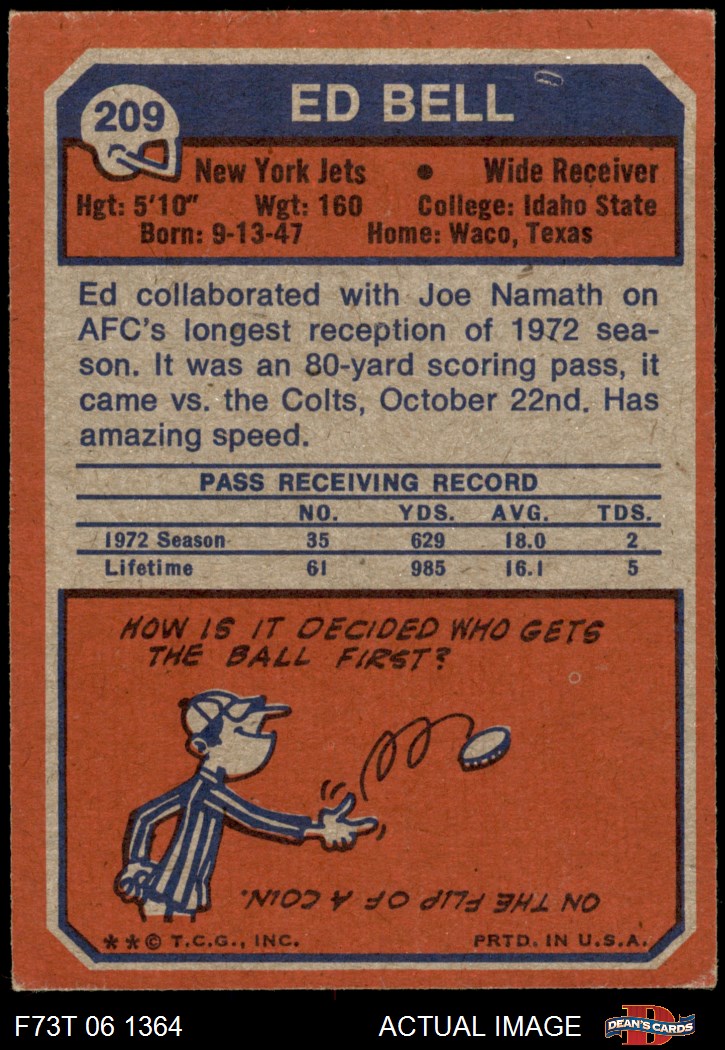 209
ED BELL
New York Jets • Wide Receiver
Hgt: 5'10" Wgt: 160 College: Idaho State
Born: 9-13-47 Home: Waco, Texas
Ed collaborated with Joe Namath on
AFC's longest reception of 1972 sea-
son. It was an 80-yard scoring pass, it
came vs. the Colts, October 22nd. Has
amazing speed.
PASS RECEIVING RECORD
NO. YDS. AVG. TDS.
1972 Season 35 629 18.0 2
Lifetime 61 985 16.1 5
HOW IS IT DECIDED WHO GETS
THE BALL FIRST?
ON THE FLIP OF A COIN.
**© T.C.G., INC. PRTD. IN U.S.A.
F73T 06 1364 ACTUAL IMAGE
D
DEAN'S CARDS